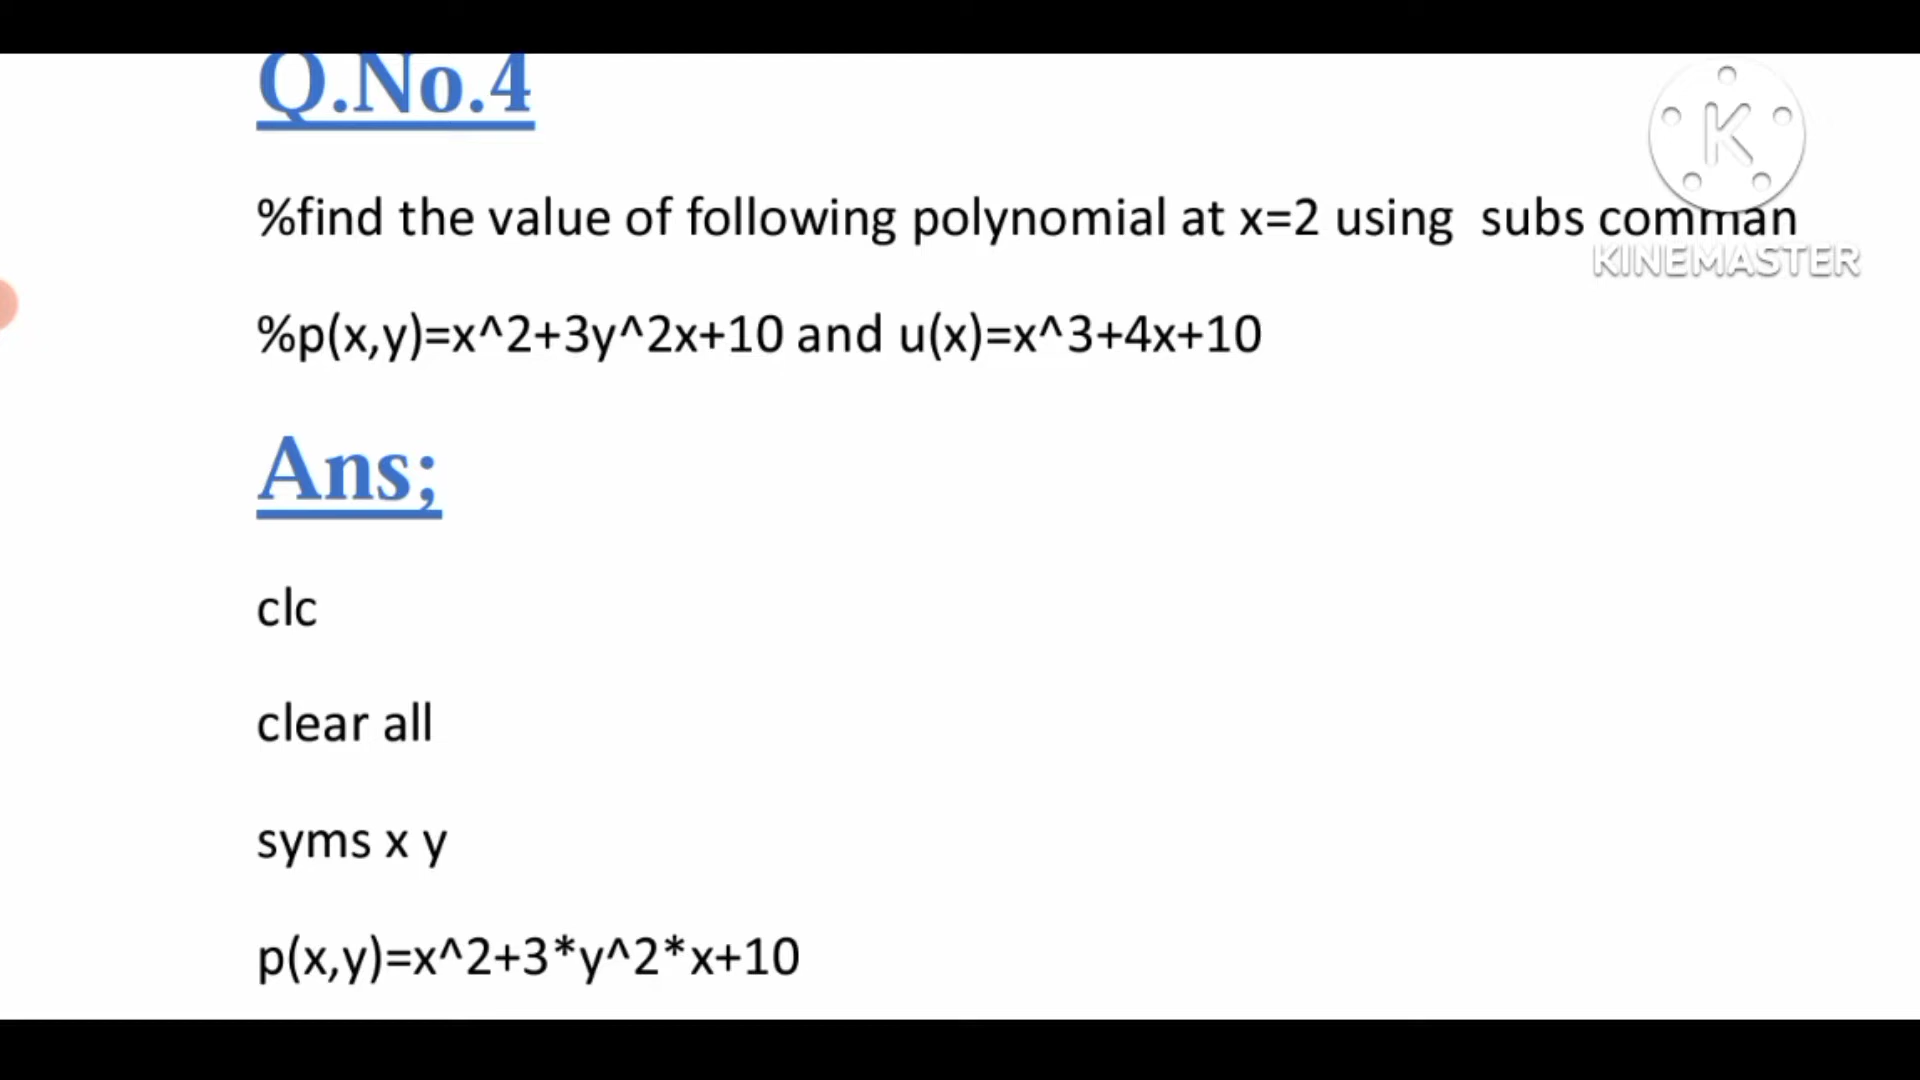 Q.No.4
%find the value of following polynomial at x=2 using  subs comman
KINEMASTER
%p(x,y)=x^2+3y^2x+10 and u(x)=x^3+4x+10
Ans;
clc
clear all
syms x y
p(x,y)=x^2+3*y^2*x+10